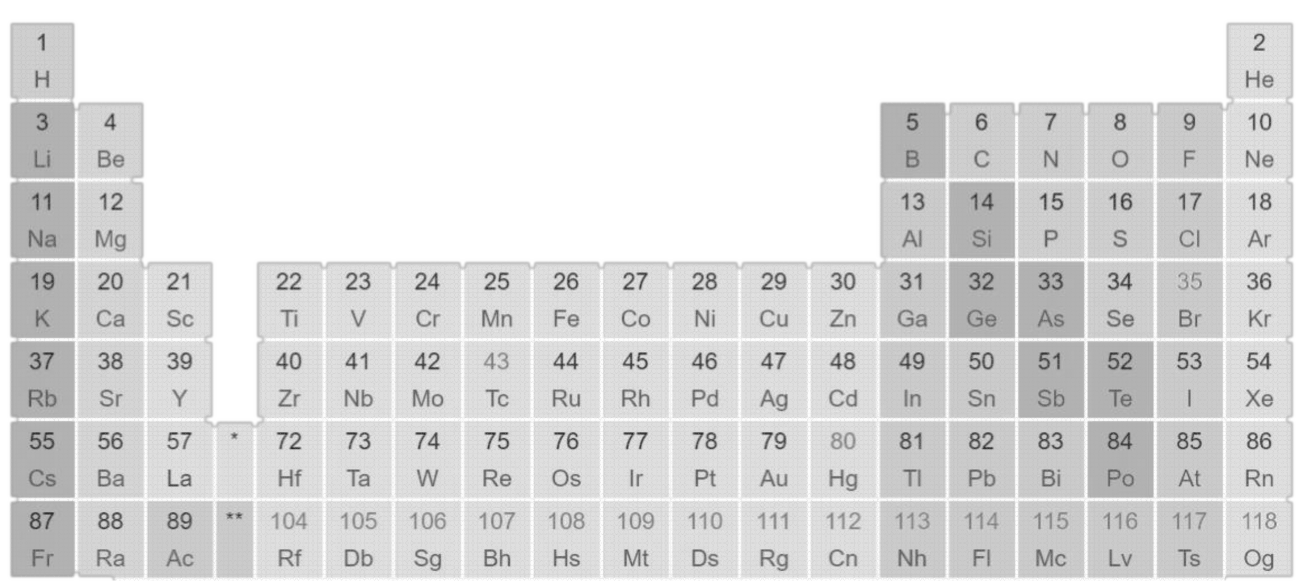 1 2
H He
3 4 5 6 7 8 9 10
Li Be B C N O F Ne
11 12 13 14 15 16 17 18
Na Mg Al Si P S Cl Ar
19 20 21 22 23 24 25 26 27 28 29 30 31 32 33 34 35 36
K Ca Sc Ti V Cr Mn Fe Co Ni Cu Zn Ga Ge As Se Br Kr
37 38 39 40 41 42 43 44 45 46 47 48 49 50 51 52 53 54
Rb Sr Y Zr Nb Mo Tc Ru Rh Pd Ag Cd In Sn Sb Te I Xe
55 56 57 * 72 73 74 75 76 77 78 79 80 81 82 83 84 85 86
Cs Ba La Hf Ta W Re Os Ir Pt Au Hg Tl Pb Bi Po At Rn
87 88 89 ** 104 105 106 107 108 109 110 111 112 113 114 115 116 117 118
Fr Ra Ac Rf Db Sg Bh Hs Mt Ds Rg Cn Nh Fl Mc Lv Ts Og